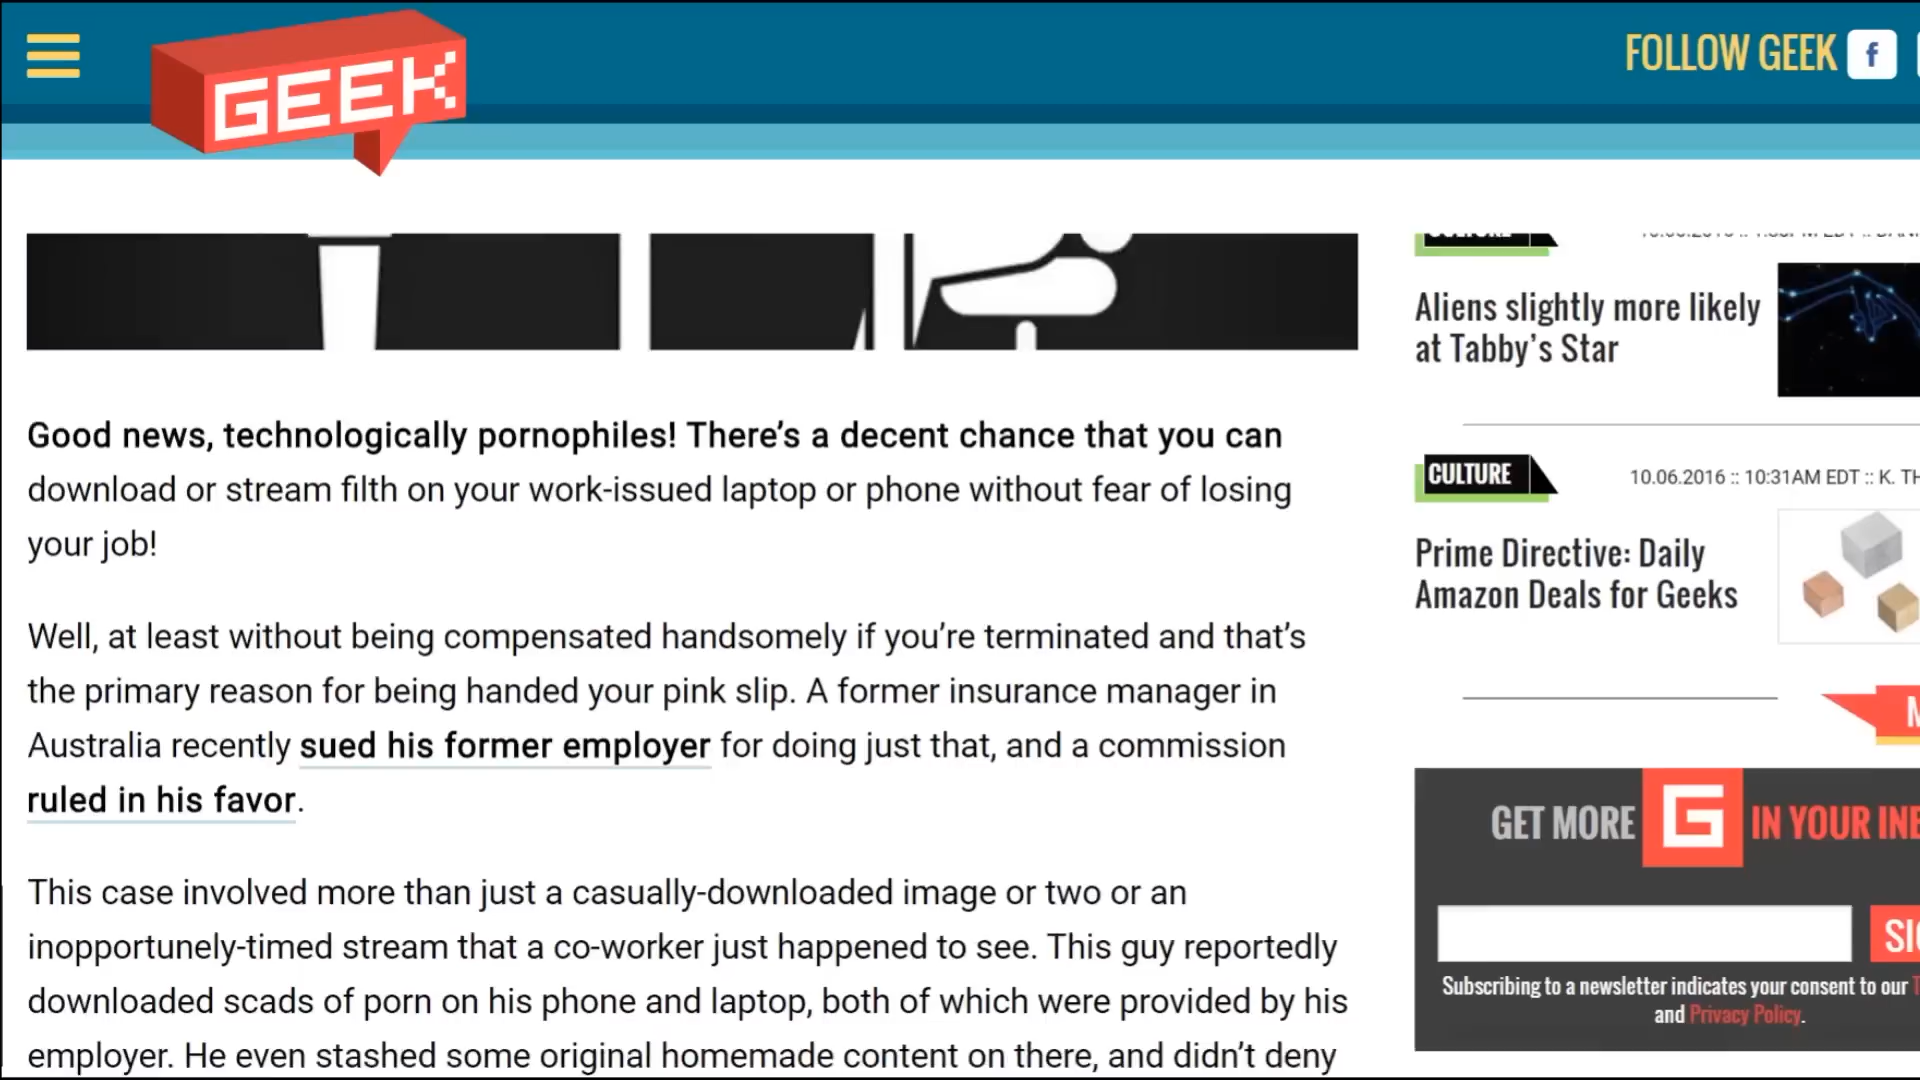 GEEK
FOLLOW GEEK
f
Good news, technologically pornophiles! There's a decent chance that you can
download or stream filth on your work-issued laptop or phone without fear of losing
your job!
Well, at least without being compensated handsomely if you're terminated and that's
the primary reason for being handed your pink slip. A former insurance manager in
Australia recently sued his former employer for doing just that, and a commission
ruled in his favor.
This case involved more than just a casually-downloaded image or two or an
inopportunely-timed stream that a co-worker just happened to see. This guy reportedly
downloaded scads of porn on his phone and laptop, both of which were provided by his
employer. He even stashed some original homemade content on there, and didn't deny
Aliens slightly more likely
at Tabby's Star
CULTURE
10.06.2016 :: 10:31AM EDT :: K. TH
Prime Directive: Daily
Amazon Deals for Geeks
GET MORE G IN YOUR INB
SIG
Subscribing to a newsletter indicates your consent to our T
and Privacy Policy.